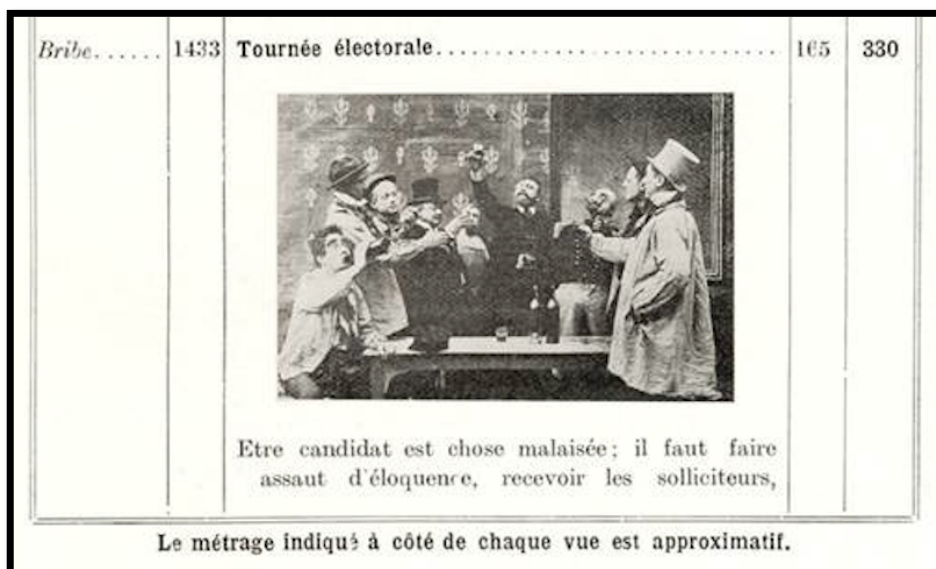 Bribe...... 1433 Tournée électorale................................ 165 330
Etre candidat est chose malaisée; il faut faire
assaut d'éloquence, recevoir les solliciteurs,
Le métrage indiqué à côté de chaque vue est approximatif.